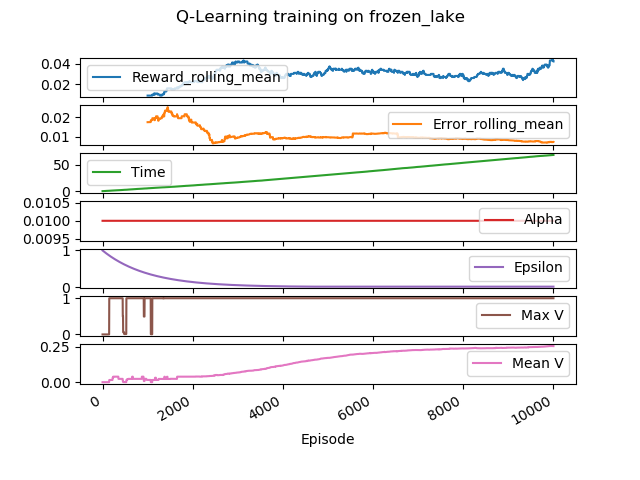 Q-Learning training on frozen_lake
0.04
0.02
Reward_rolling_mean
0.02
0.01
Error_rolling_mean
50
0
Time
0.0105
0.0100
0.0095
Alpha
1
0
Epsilon
1
0
Max V
0.25
0.00
Mean V
0 2000 4000 6000 8000 10000
Episode